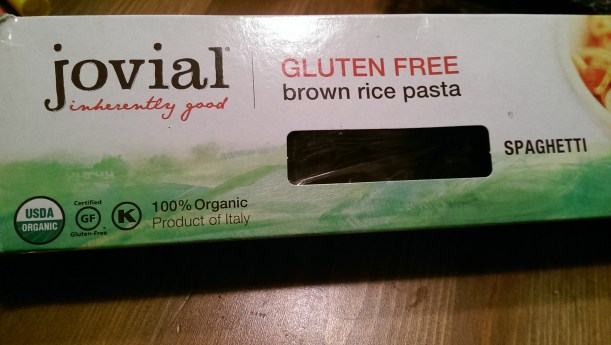 jovial
inherently good
GLUTEN FREE
brown rice pasta
SPAGHETTI
USDA
ORGANIC
Certified
GF
Gluten-Free
K
100% Organic
Product of Italy